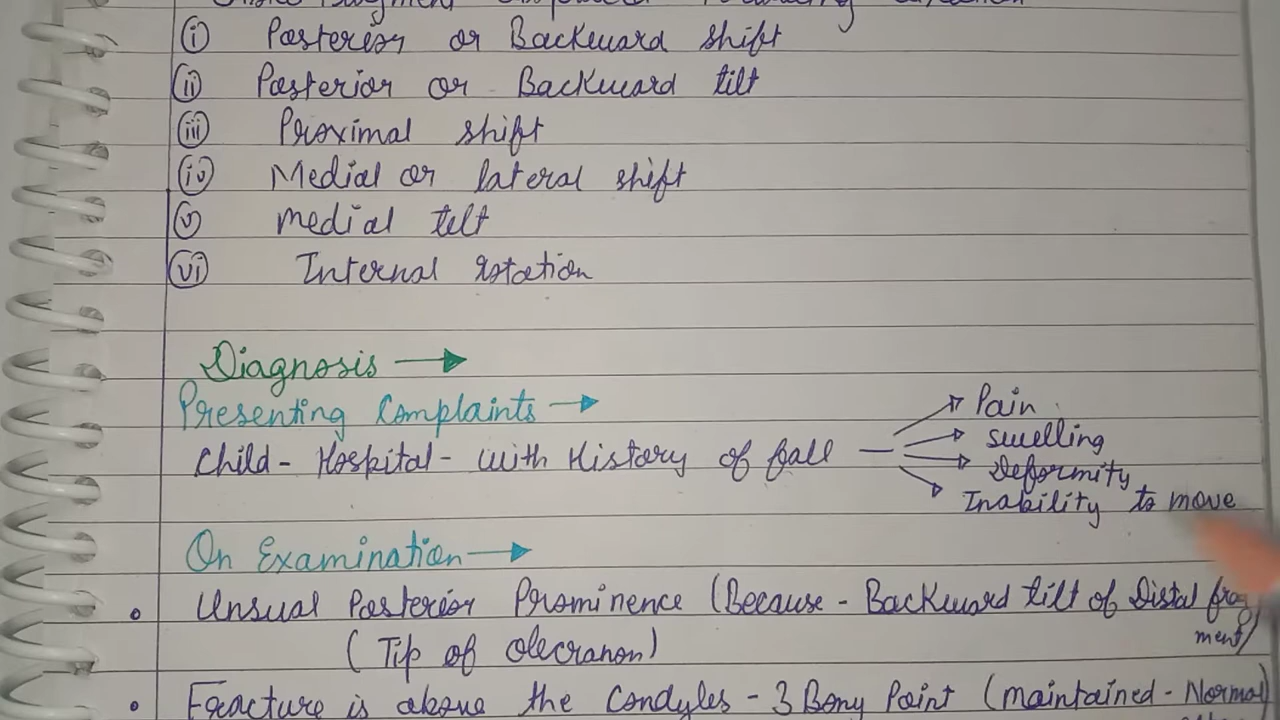 (i) Posterior or Backward shift
(ii) Posterior or Backward tilt
(iii) Proximal shift
(iv) Medial or lateral shift
(v) medial tilt
(vi) Internal rotation
Diagnosis →
Presenting Complaints →
Child - Hospital - with History of fall —
Pain
swelling
Deformity
Inability to move
On Examination →
• Unsual Posterior Prominence (Because - Backward tilt of Distal frag
ment)
( Tip of olecranon)
• Fracture is above the Condyles - 3 Bony Point (maintained - Normal)